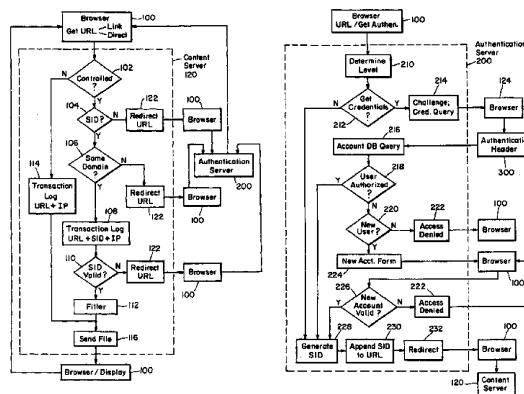 Browser
Get URL
Link
Direct
100
Content
Server
120
102
Controlled
?
N
Y
104
SID?
N
Y
122
Redirect
URL
100
Browser
106
Same
Domain
?
N
Y
Authentication
Server
200
114
Transaction
Log
URL + IP
Redirect
URL
122
Browser
100
108
Transaction Log
URL + SID + IP
110
SID
Valid?
N
Y
122
Redirect
URL
Browser
100
Filter
112
Send File
116
Browser / Display
100
Browser
URL /Get Authen.
100
Authentication
Server
200
Determine
Level
210
Get
Credentials
?
212
N
Y
214
Challenge;
Cred. Query
124
Browser
216
Account DB Query
Authentication
Header
300
218
User
Authorized
?
Y
N
220
New
User?
N
Y
222
Access
Denied
100
Browser
New Acct. Form
224
Browser
100
226
New
Account
Valid ?
Y
N
222
Access
Denied
228
Generate
SID
230
Append SID
to URL
232
Redirect
100
Browser
120
Content
Server